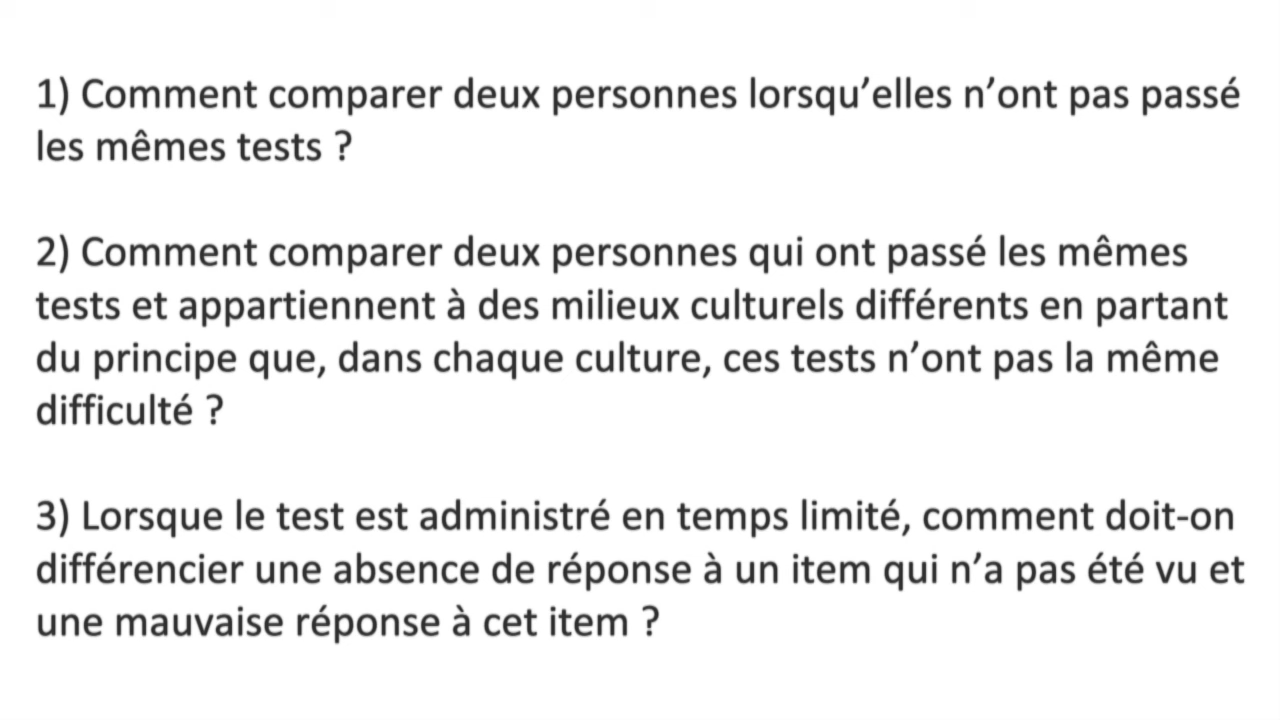 1) Comment comparer deux personnes lorsqu’elles n’ont pas passé
les mêmes tests ?
2) Comment comparer deux personnes qui ont passé les mêmes
tests et appartiennent à des milieux culturels différents en partant
du principe que, dans chaque culture, ces tests n’ont pas la même
difficulté ?
3) Lorsque le test est administré en temps limité, comment doit-on
différencier une absence de réponse à un item qui n’a pas été vu et
une mauvaise réponse à cet item ?